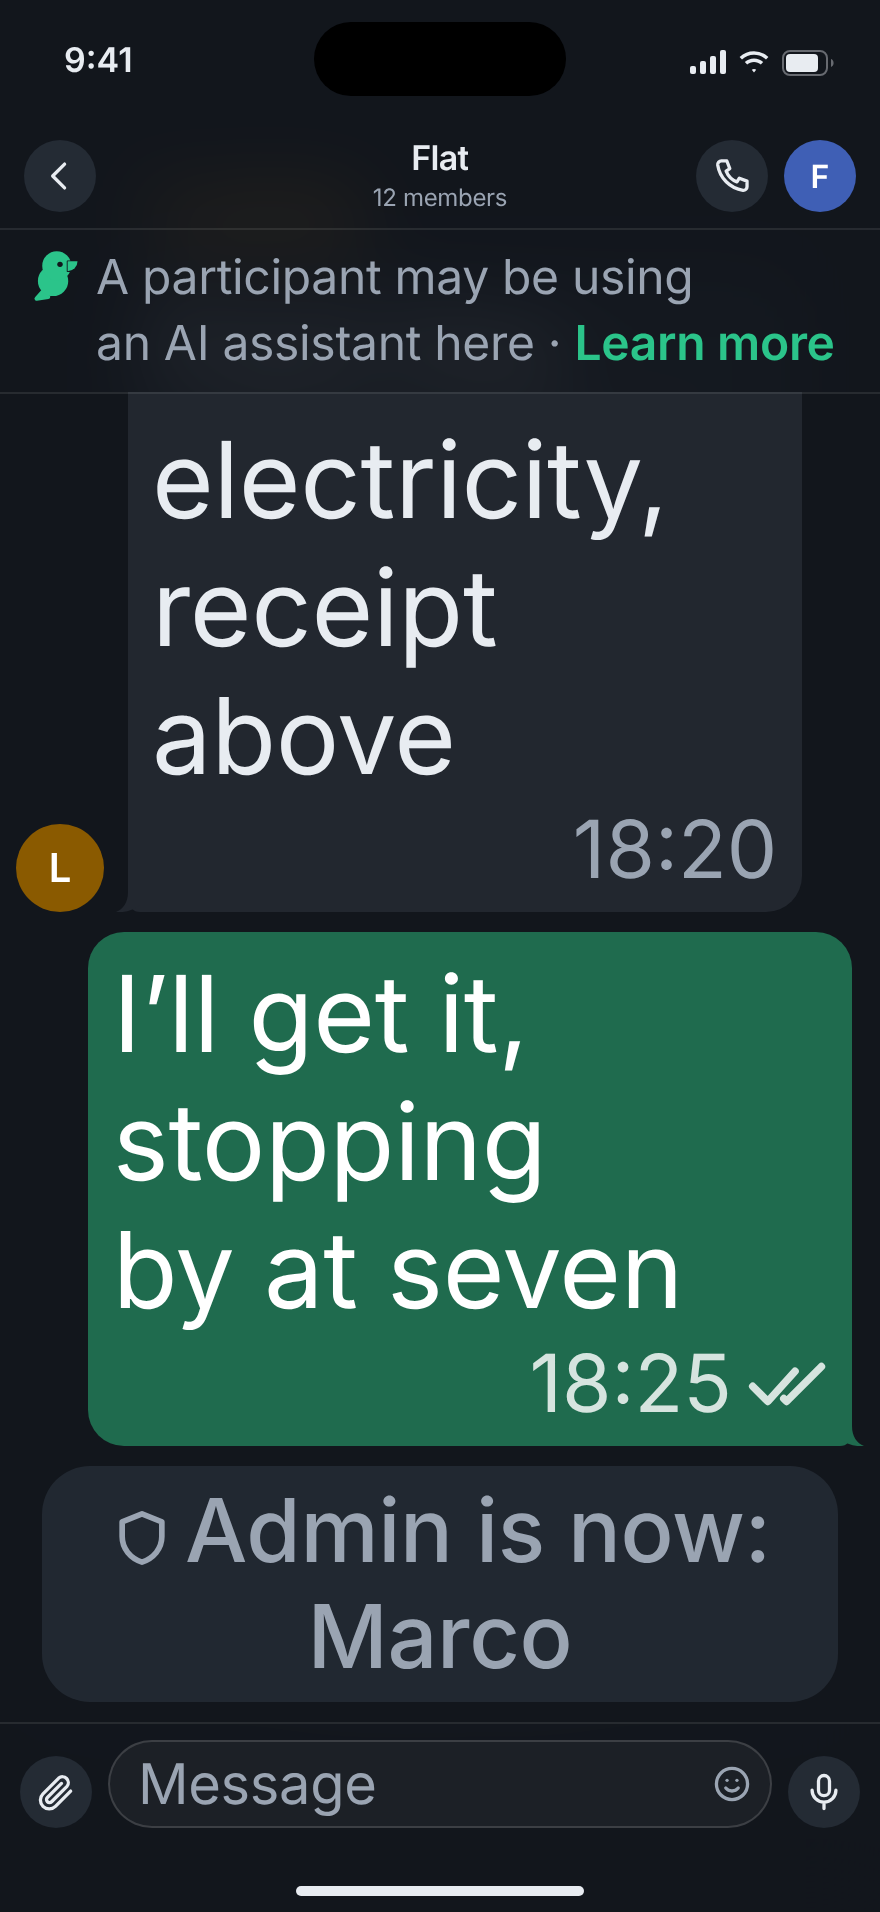 9:41
Flat
12 members
F
A participant may be using
an AI assistant here · Learn more
electricity,
receipt
above
18:20
L
I’ll get it,
stopping
by at seven
18:25
Admin is now:
Marco
Message